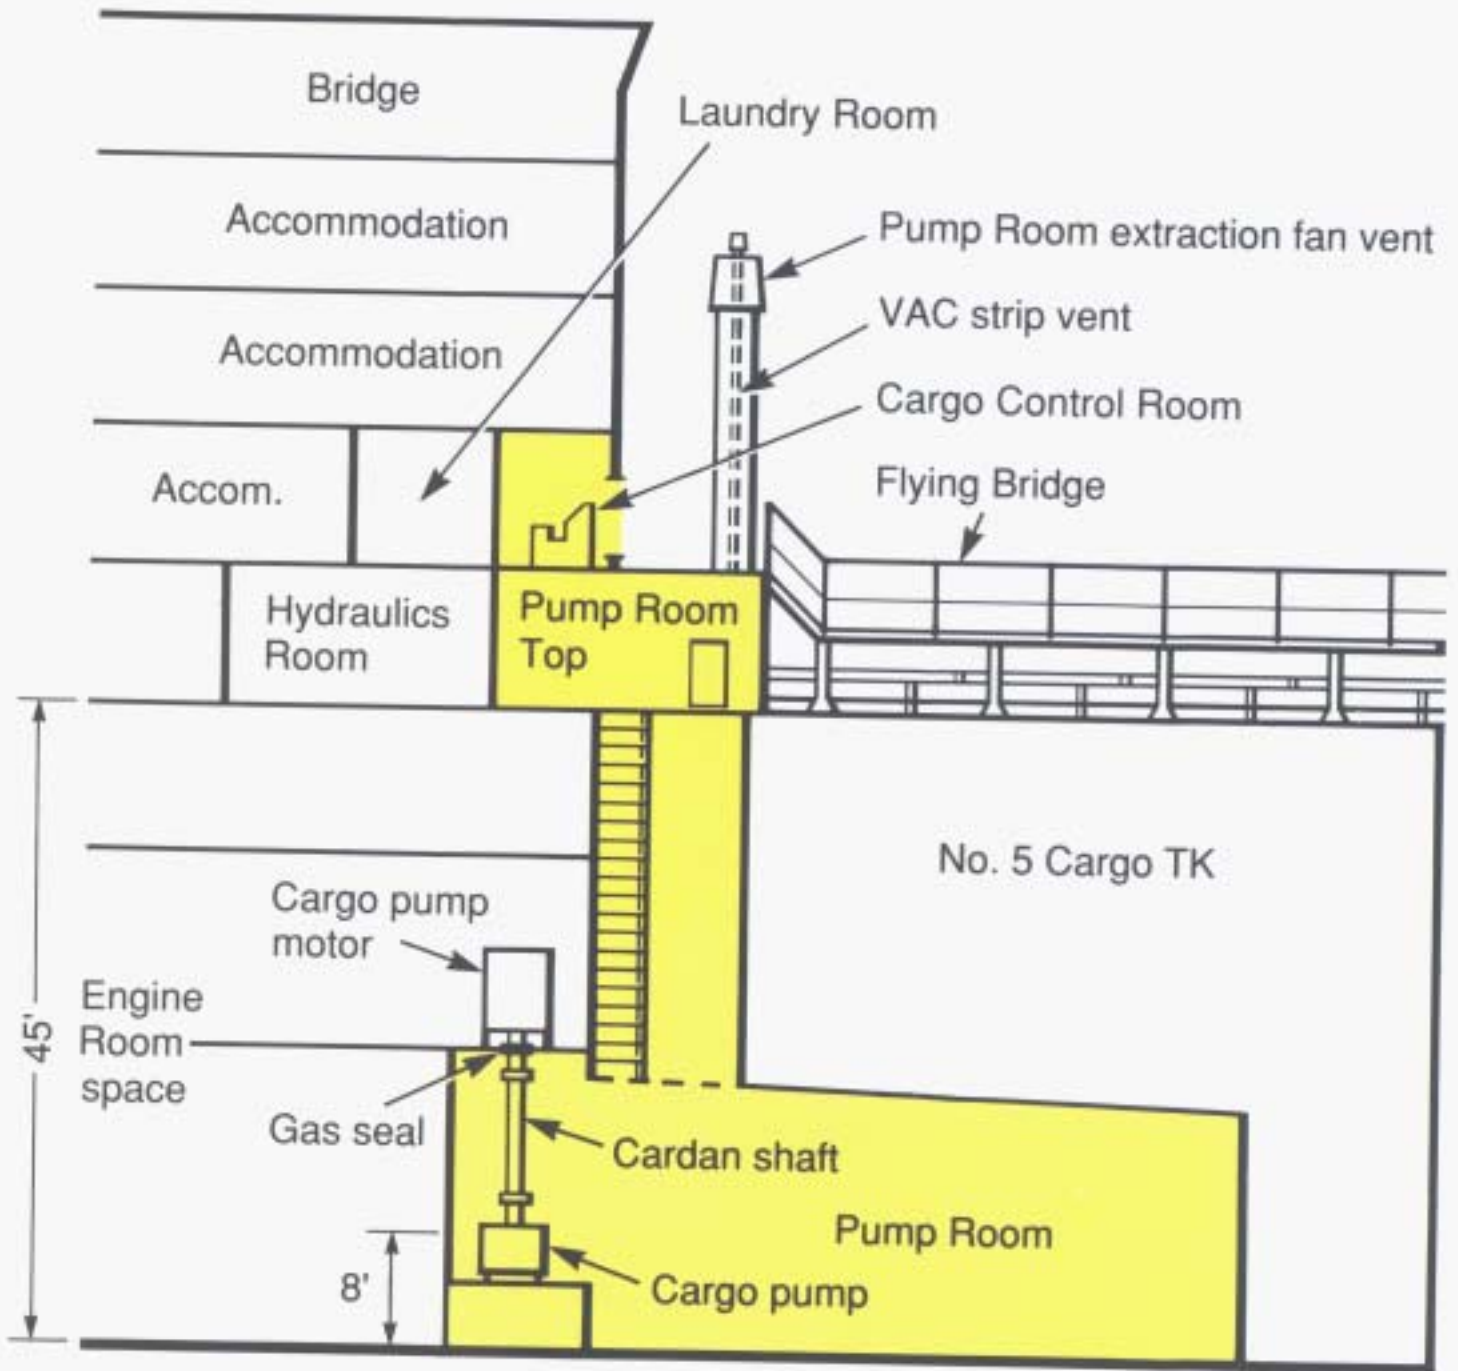 Bridge
Laundry Room
Accommodation
Pump Room extraction fan vent
VAC strip vent
Accommodation
Cargo Control Room
Accom.
Flying Bridge
Hydraulics
Room
Pump Room
Top
No. 5 Cargo TK
Cargo pump
motor
Engine
Room
space
45'
Gas seal
Cardan shaft
Pump Room
8'
Cargo pump